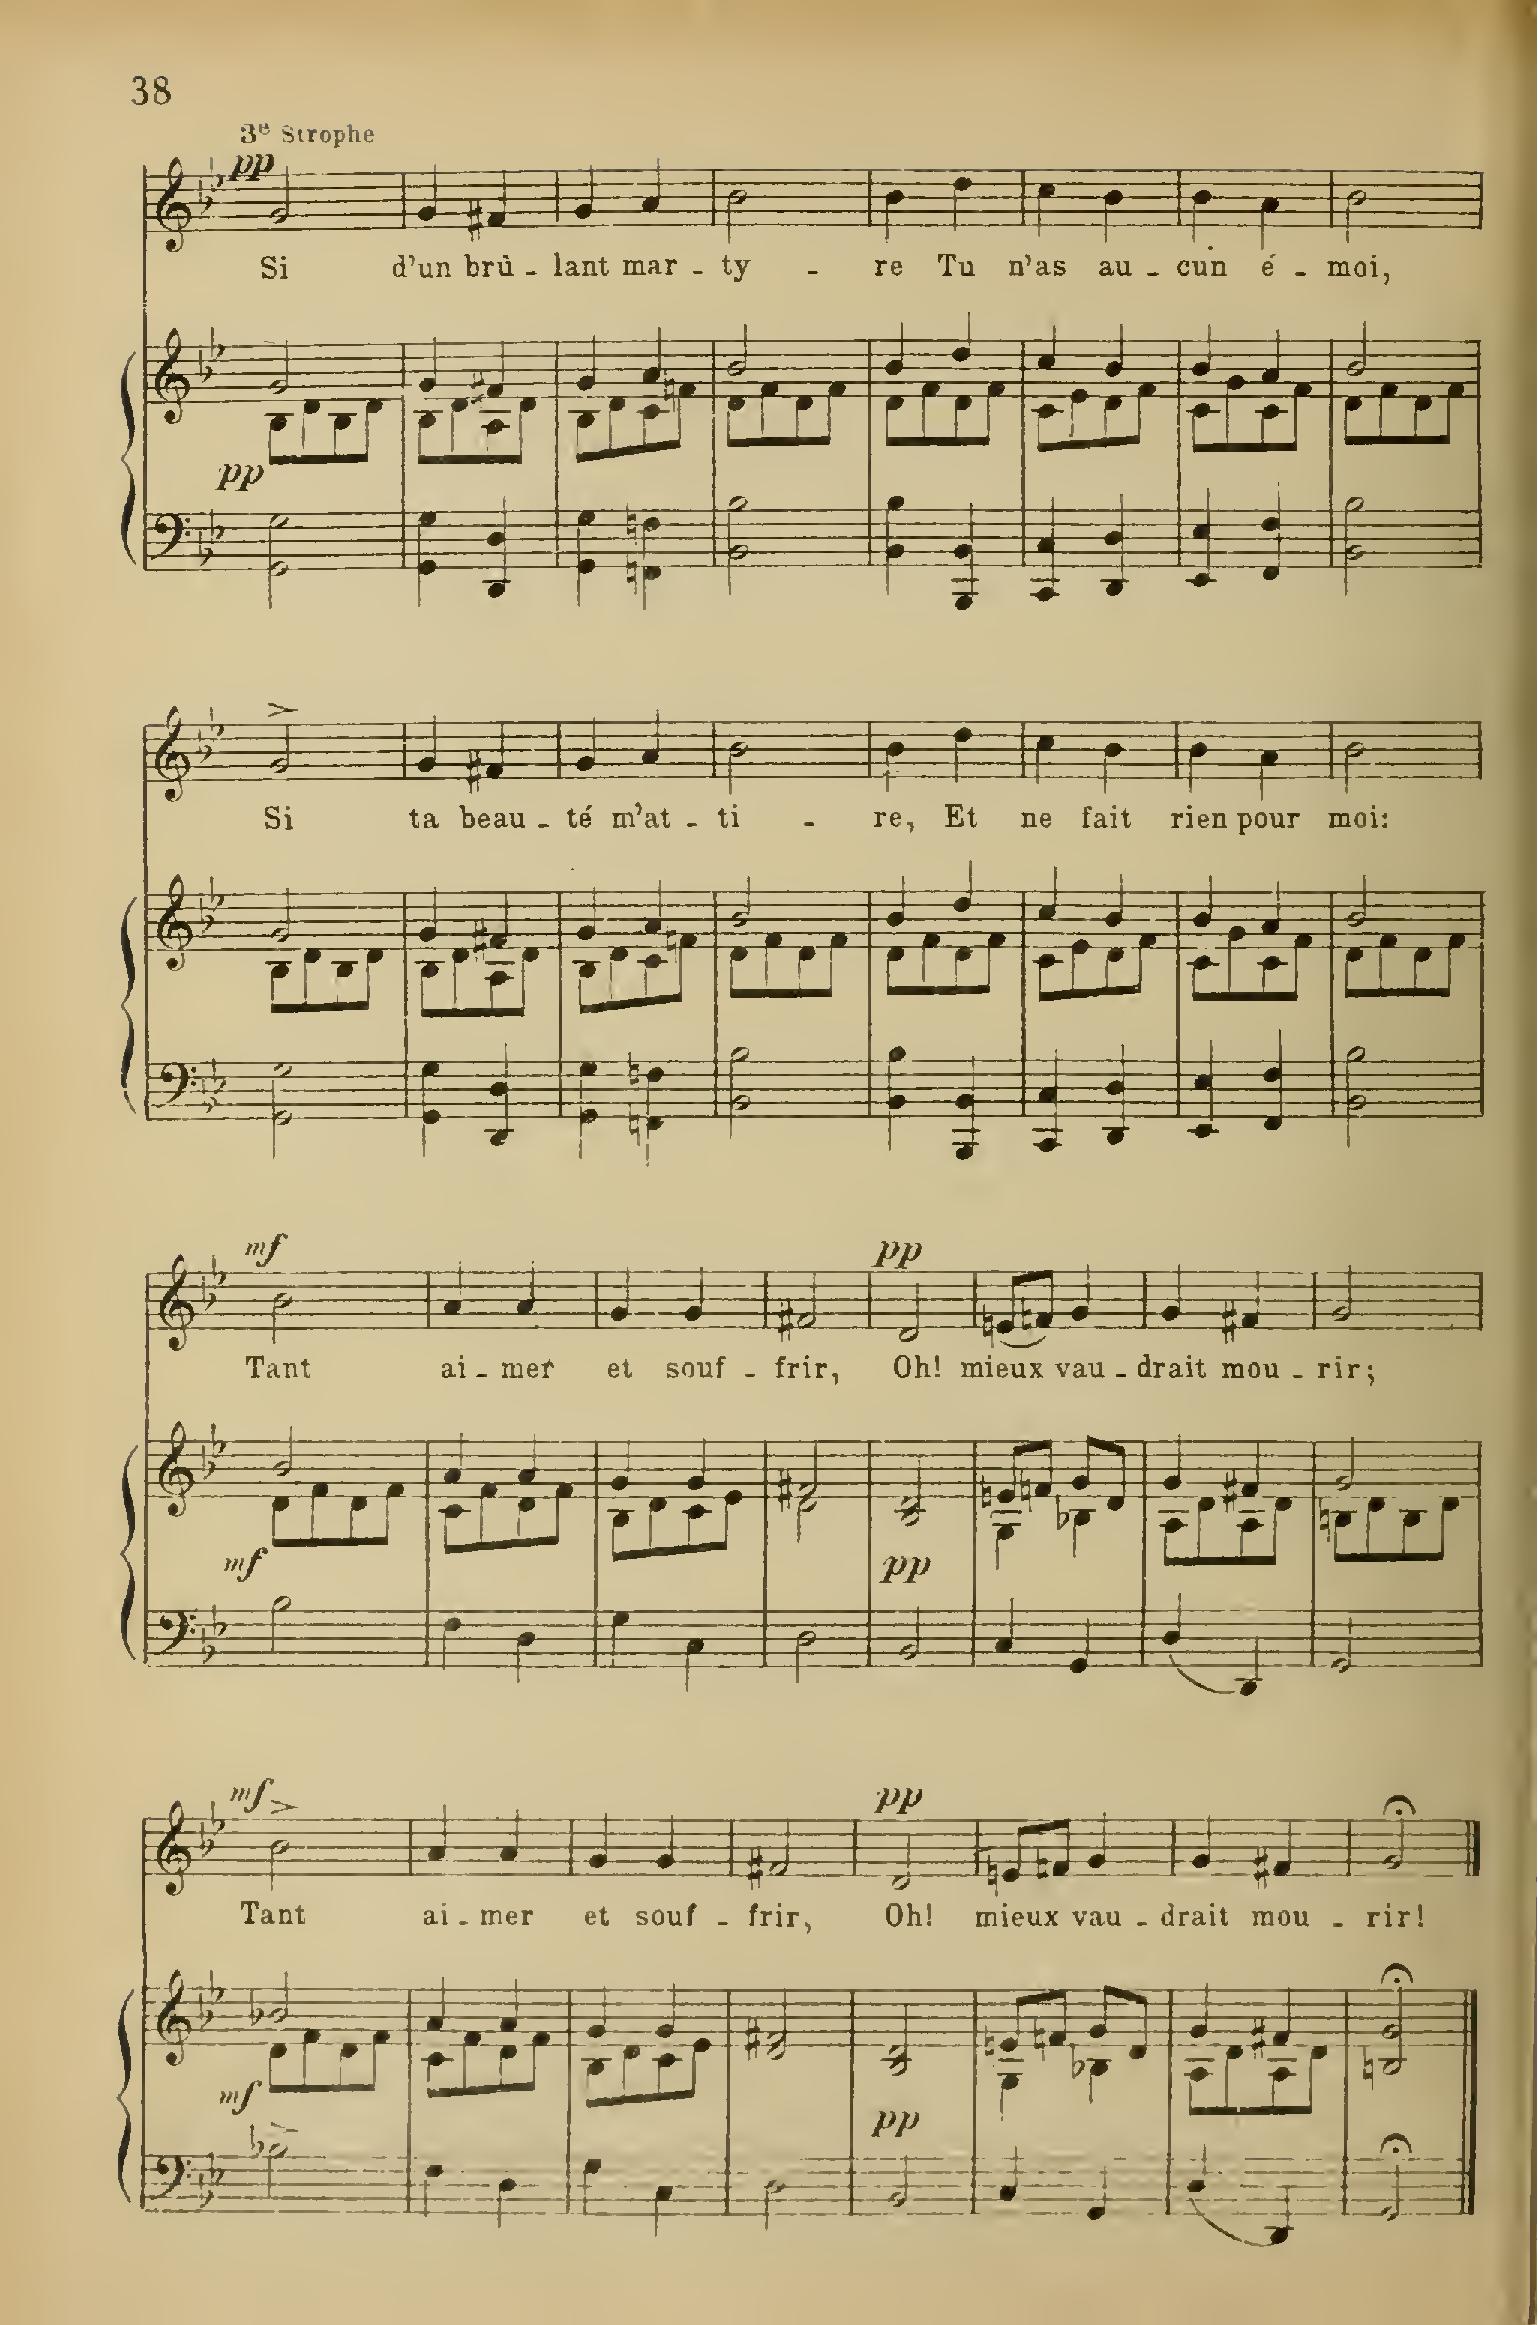 38
3e Strophe
pp
Si d'un brû - lant mar - ty - re Tu n'as au - cun é - moi,
pp
Si ta beau - té m'at - ti - re, Et ne fait rien pour moi:
mf pp
Tant ai - mer et souf - frir, Oh! mieux vau - drait mou - rir;
mf pp
mf pp
Tant ai - mer et souf - frir, Oh! mieux vau - drait mou - rir!
mf pp